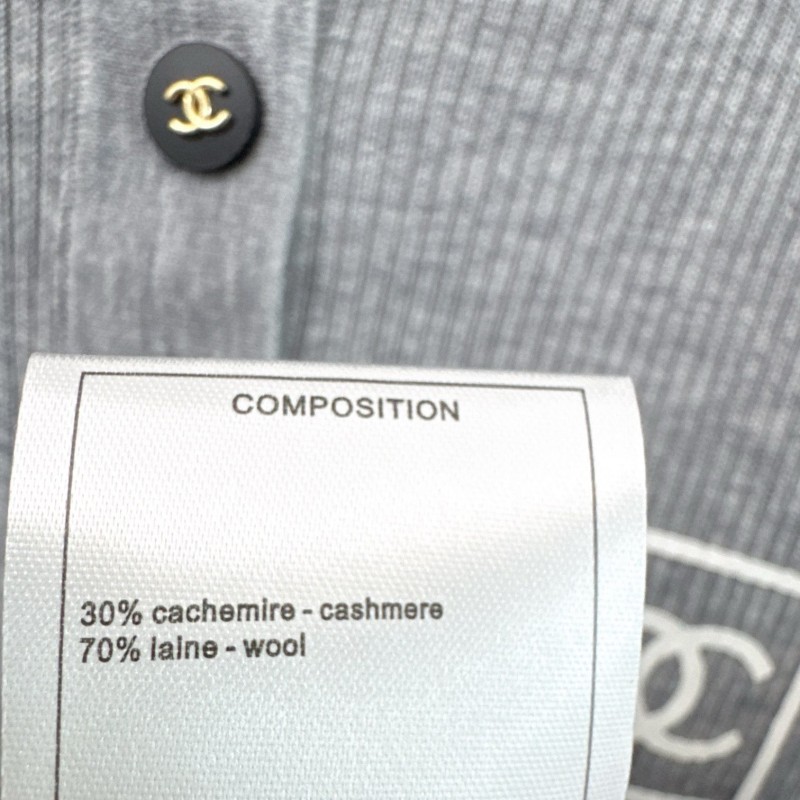 COMPOSITION
30% cachemire - cashmere
70% laine - wool